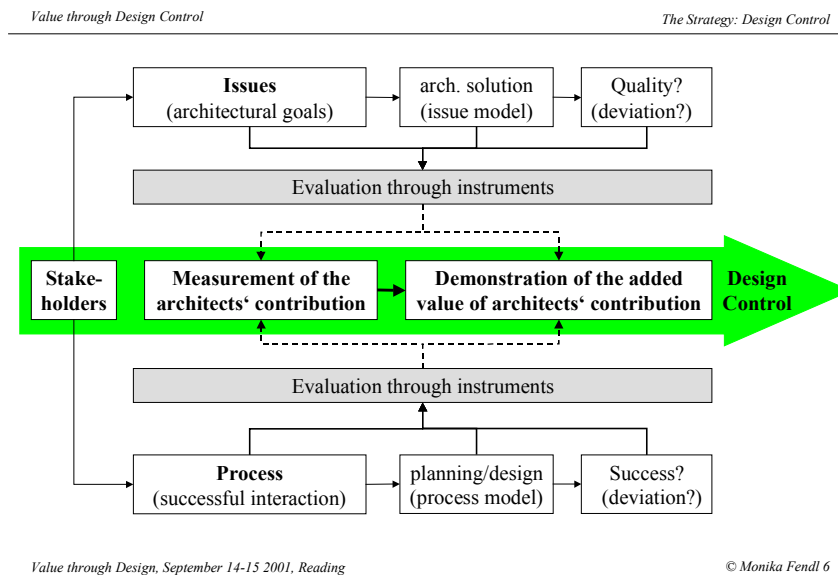 Value through Design Control
The Strategy: Design Control
Issues
(architectural goals)
arch. solution
(issue model)
Quality?
(deviation?)
Evaluation through instruments
Stake-
holders
Measurement of the
architects‘ contribution
Demonstration of the added
value of architects‘ contribution
Design
Control
Evaluation through instruments
Process
(successful interaction)
planning/design
(process model)
Success?
(deviation?)
Value through Design, September 14-15 2001, Reading
© Monika Fendl 6